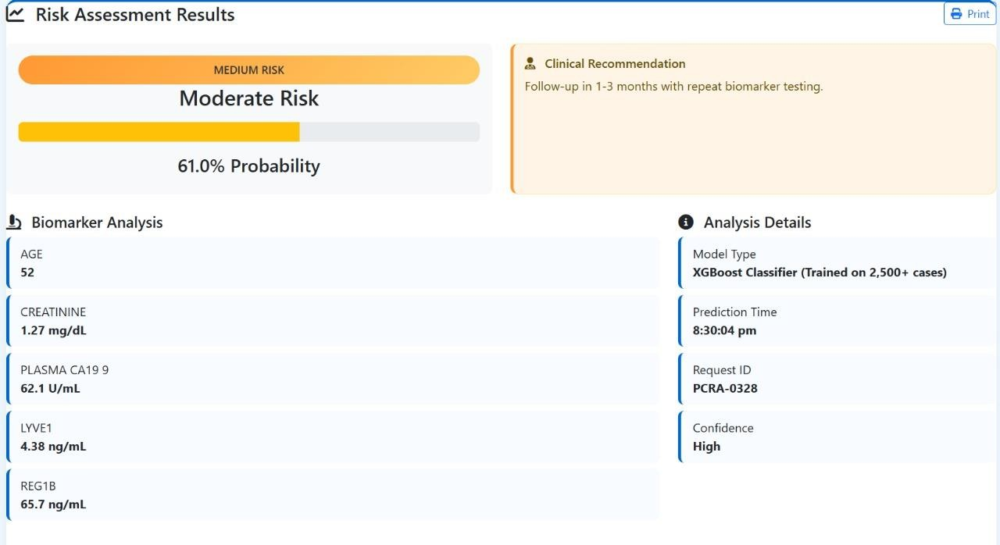 Risk Assessment Results
Print
MEDIUM RISK
Moderate Risk
61.0% Probability
Clinical Recommendation
Follow-up in 1-3 months with repeat biomarker testing.
Biomarker Analysis
AGE
52
CREATININE
1.27 mg/dL
PLASMA CA19 9
62.1 U/mL
LYVE1
4.38 ng/mL
REG1B
65.7 ng/mL
Analysis Details
Model Type
XGBoost Classifier (Trained on 2,500+ cases)
Prediction Time
8:30:04 pm
Request ID
PCRA-0328
Confidence
High